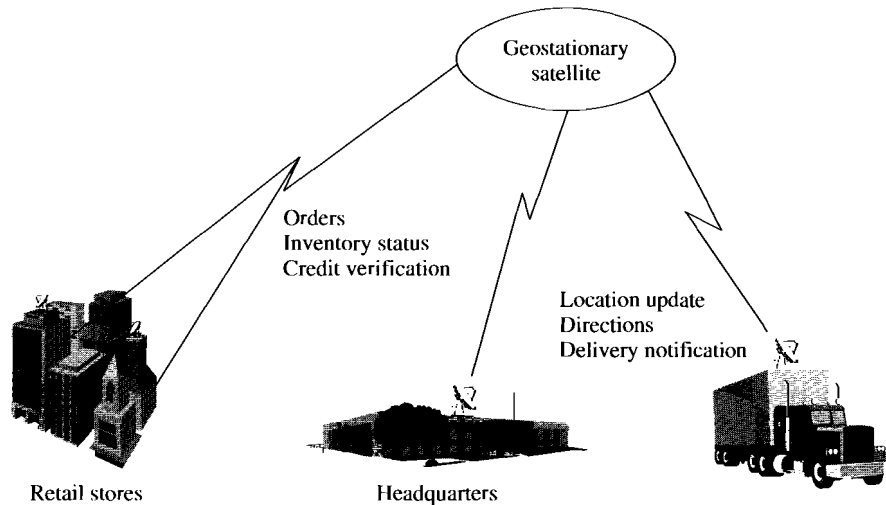 Geostationary
satellite
Orders
Inventory status
Credit verification
Location update
Directions
Delivery notification
Retail stores
Headquarters